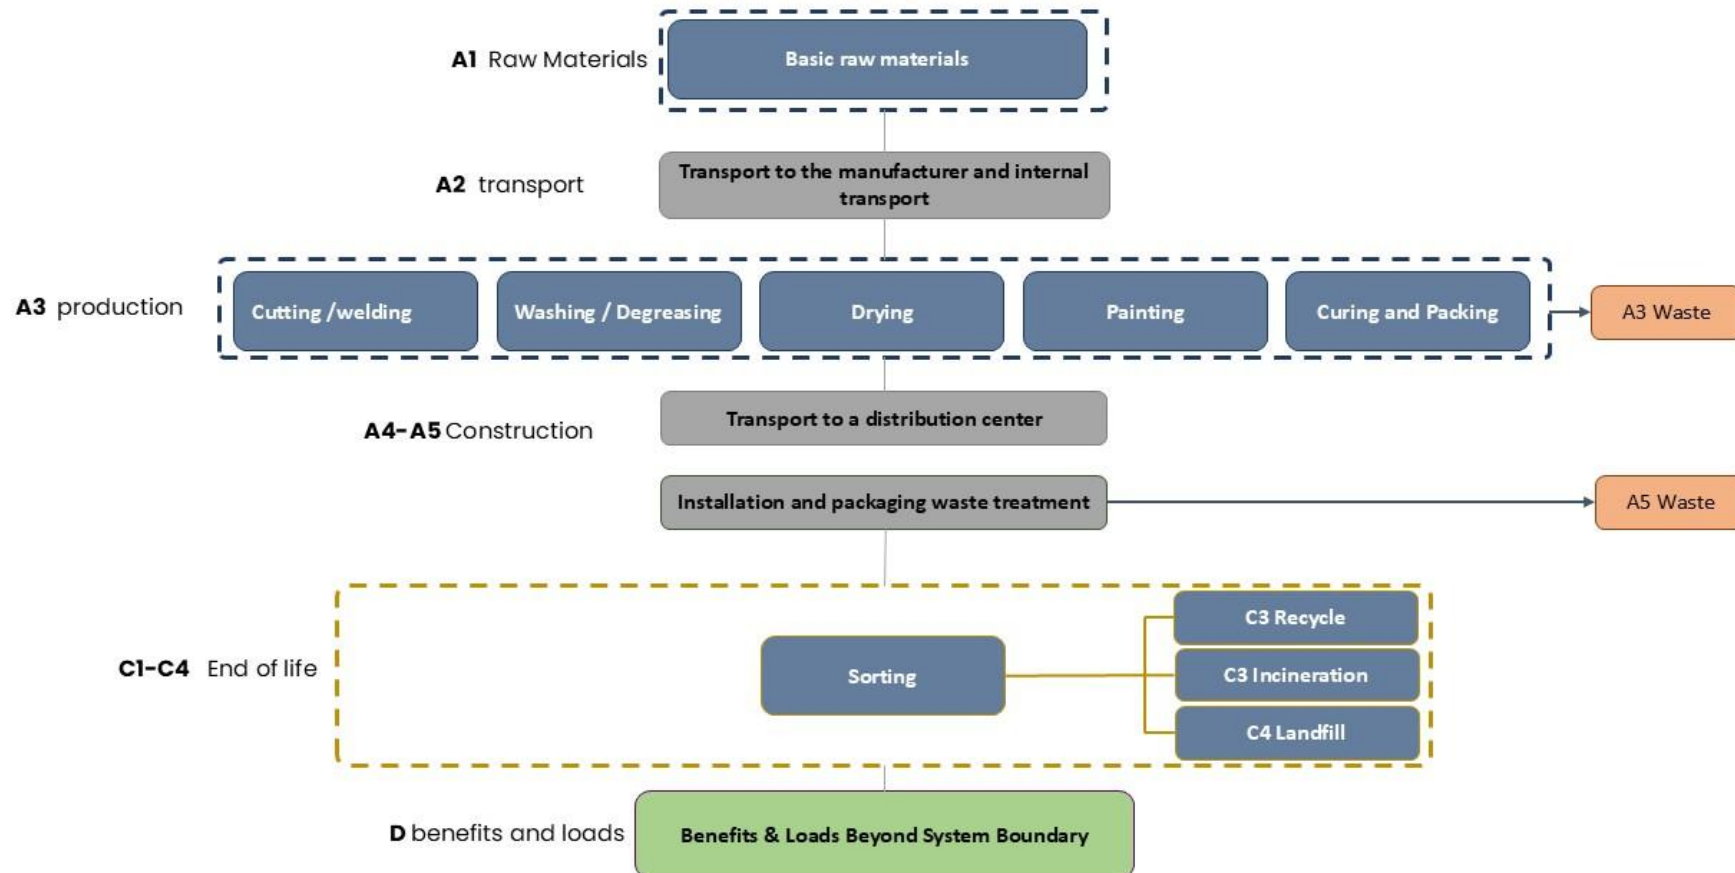 A1 Raw Materials
Basic raw materials
A2 transport
Transport to the manufacturer and internal
transport
A3 production
Cutting /welding
Washing / Degreasing
Drying
Painting
Curing and Packing
A3 Waste
A4-A5 Construction
Transport to a distribution center
Installation and packaging waste treatment
A5 Waste
C1-C4 End of life
Sorting
C3 Recycle
C3 Incineration
C4 Landfill
D benefits and loads
Benefits & Loads Beyond System Boundary